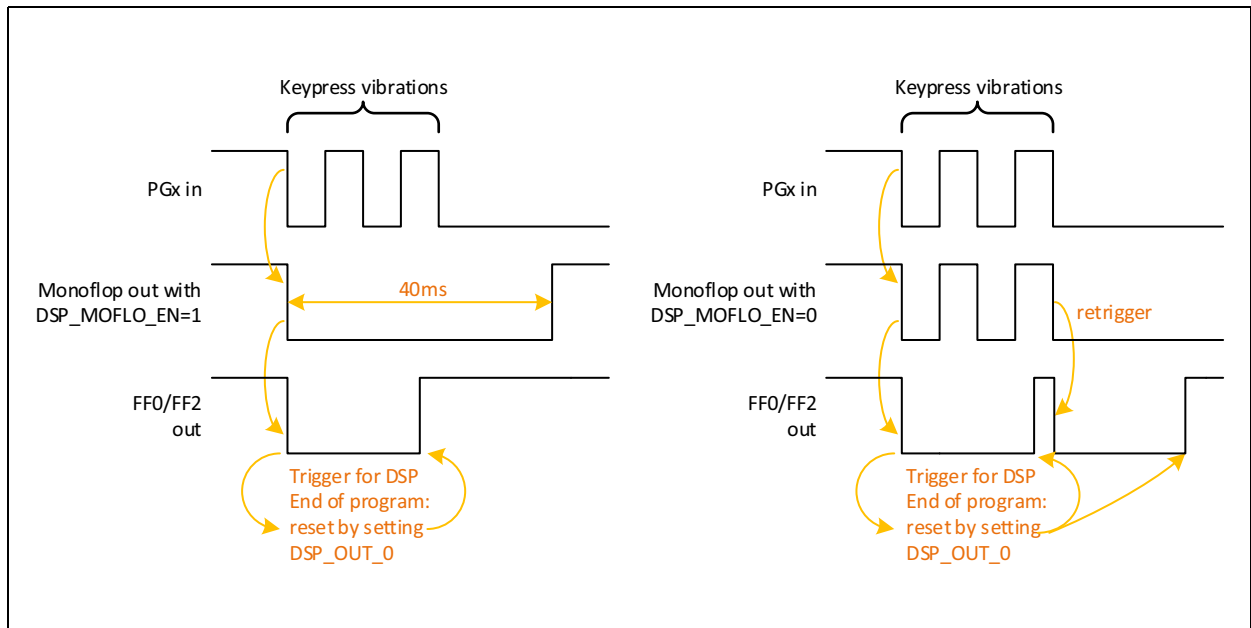 Keypress vibrations
PGx in
Monoflop out with
DSP_MOFLO_EN=1
40ms
FF0/FF2
out
Trigger for DSP
End of program:
reset by setting
DSP_OUT_0
Keypress vibrations
PGx in
Monoflop out with
DSP_MOFLO_EN=0
retrigger
FF0/FF2
out
Trigger for DSP
End of program:
reset by setting
DSP_OUT_0